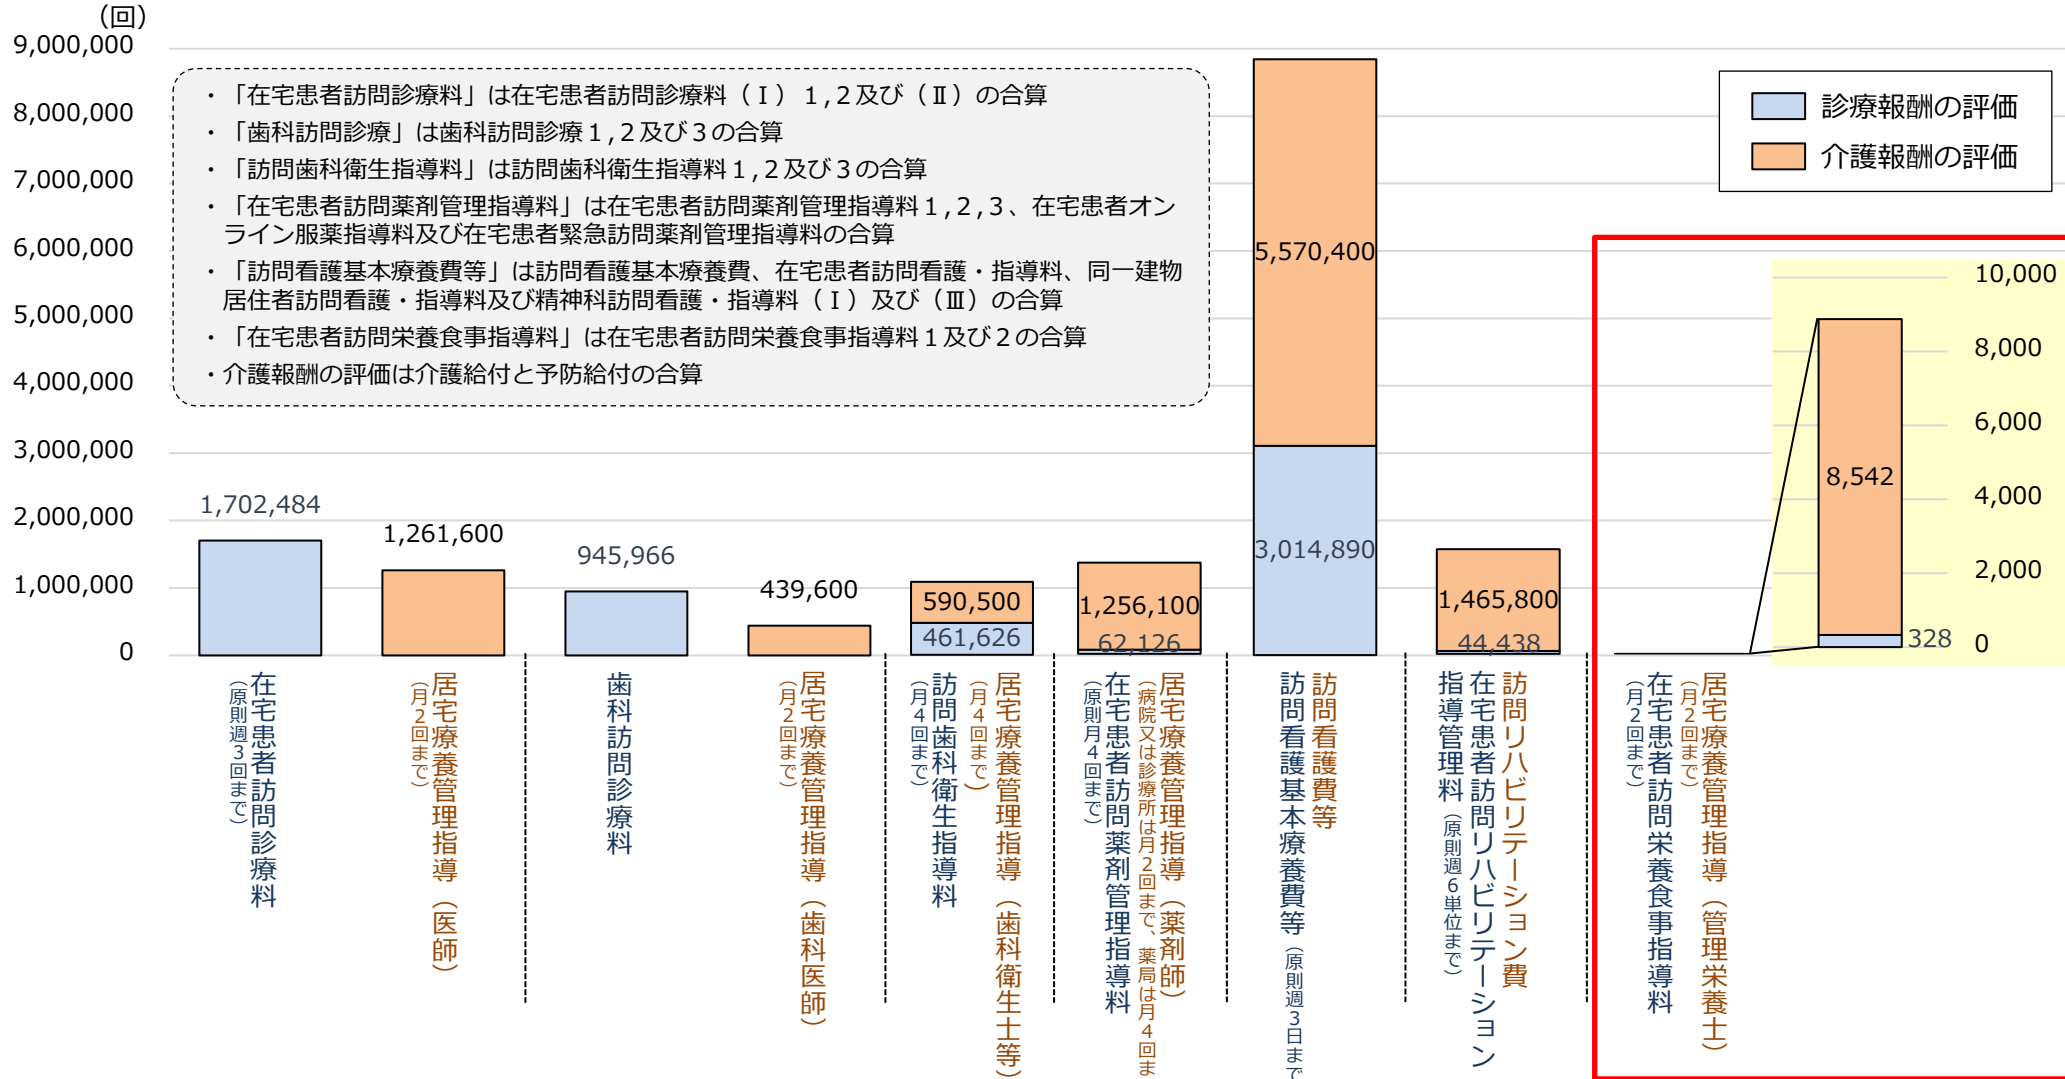 （回）
9,000,000
8,000,000
7,000,000
6,000,000
5,000,000
4,000,000
3,000,000
2,000,000
1,000,000
0
・「在宅患者訪問診療料」は在宅患者訪問診療料（Ⅰ）1,2及び（Ⅱ）の合算
・「歯科訪問診療」は歯科訪問診療1,2及び3の合算
・「訪問歯科衛生指導料」は訪問歯科衛生指導料1,2及び3の合算
・「在宅患者訪問薬剤管理指導料」は在宅患者訪問薬剤管理指導料1,2,3、在宅患者オン
ライン服薬指導料及び在宅患者緊急訪問薬剤管理指導料の合算
・「訪問看護基本療養費等」は訪問看護基本療養費、在宅患者訪問看護・指導料、同一建物
居住者訪問看護・指導料及び精神科訪問看護・指導料（Ⅰ）及び（Ⅲ）の合算
・「在宅患者訪問栄養食事指導料」は在宅患者訪問栄養食事指導料1及び2の合算
・介護報酬の評価は介護給付と予防給付の合算
診療報酬の評価
介護報酬の評価
1,702,484
1,261,600
945,966
439,600
590,500
461,626
1,256,100
62,126
5,570,400
3,014,890
1,465,800
44,438
8,542
328
10,000
8,000
6,000
4,000
2,000
0
在宅患者訪問診療料
（原則週3回まで）
居宅療養管理指導（医師）
（月2回まで）
歯科訪問診療料
居宅療養管理指導（歯科医師）
（月2回まで）
居宅療養管理指導（歯科衛生士等）
（月4回まで）
訪問歯科衛生指導料
（月4回まで）
居宅療養管理指導（薬剤師）
（病院又は診療所は月2回まで、薬局は月4回ま
在宅患者訪問薬剤管理指導料
（原則月4回まで）
訪問看護費等
訪問看護基本療養費等（原則週3日まで
訪問リハビリテーション費
在宅患者訪問リハビリテーション
指導管理料（原則週6単位まで）
居宅療養管理指導（管理栄養士）
（月2回まで）
在宅患者訪問栄養食事指導料
（月2回まで）